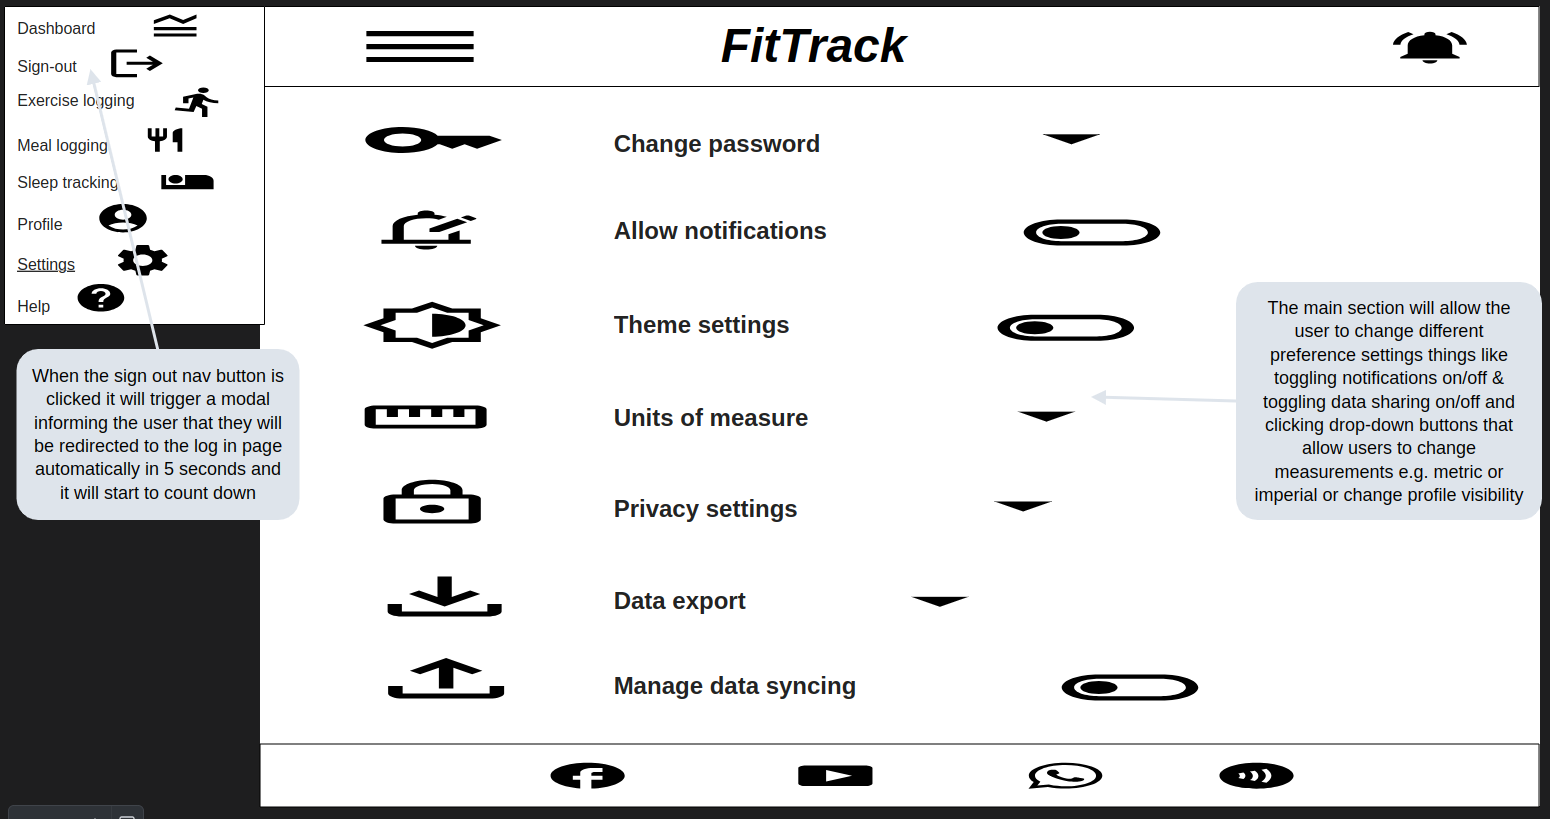 Dashboard
Sign-out
Exercise logging
Meal logging
Sleep tracking
Profile
Settings
Help
FitTrack
Change password
Allow notifications
Theme settings
Units of measure
Privacy settings
Data export
Manage data syncing
When the sign out nav button is
clicked it will trigger a modal
informing the user that they will
be redirected to the log in page
automatically in 5 seconds and
it will start to count down
The main section will allow the
user to change different
preference settings things like
toggling notifications on/off &
toggling data sharing on/off and
clicking drop-down buttons that
allow users to change
measurements e.g. metric or
imperial or change profile visibility